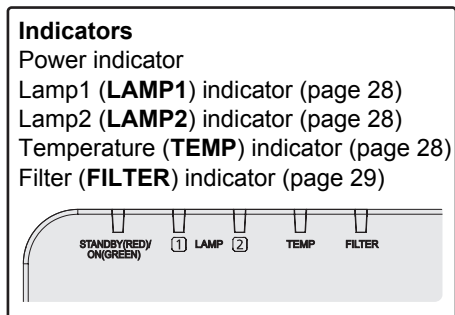 Indicators
Power indicator
Lamp1 (LAMP1) indicator (page 28)
Lamp2 (LAMP2) indicator (page 28)
Temperature (TEMP) indicator (page 28)
Filter (FILTER) indicator (page 29)
STANDBY(RED)/ 1 LAMP 2 TEMP FILTER
ON(GREEN)